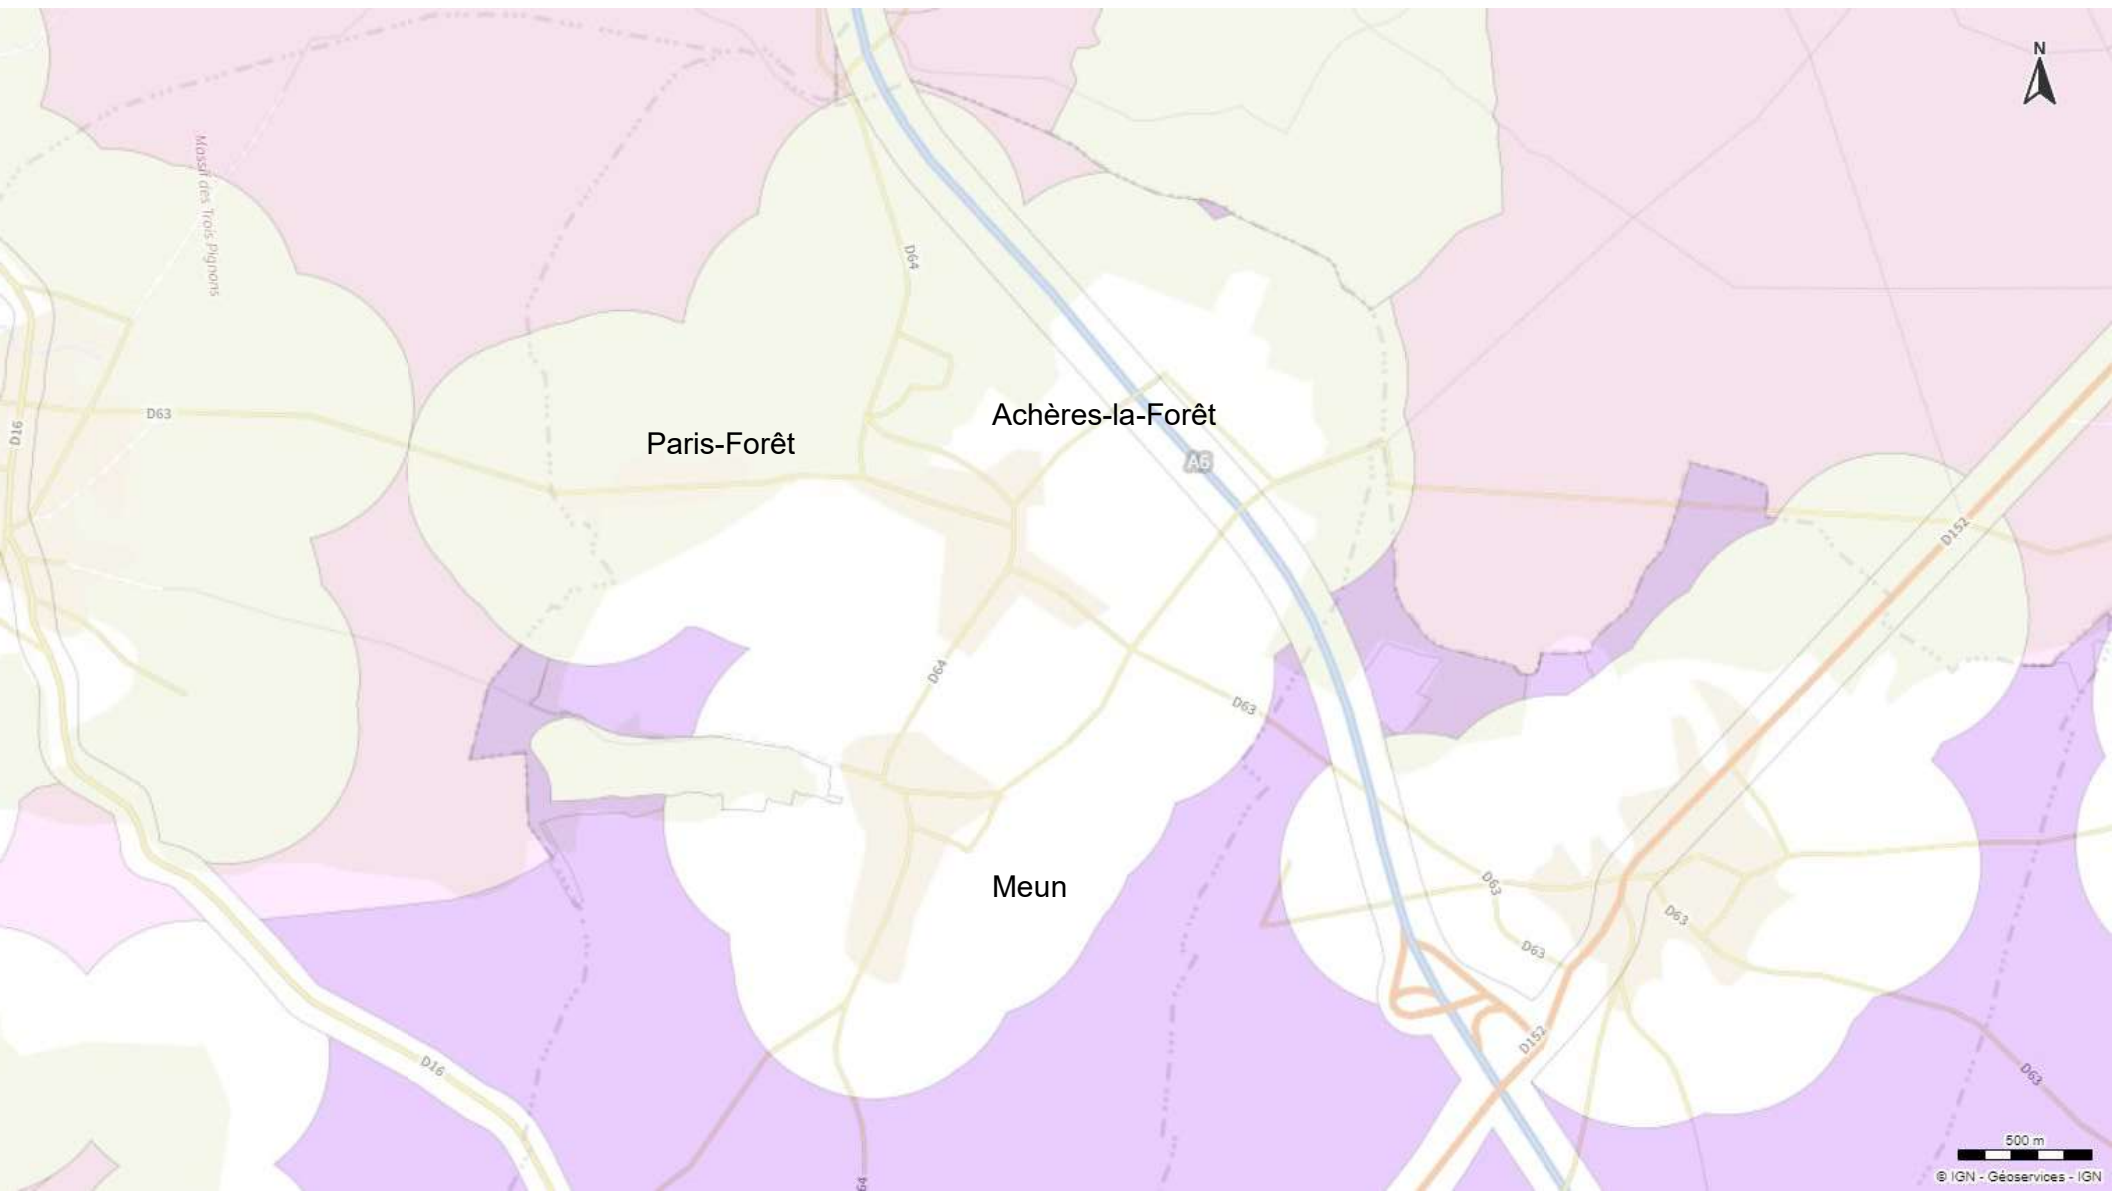 N
Massif des Trois Pignons
D64
D63
D16
Paris-Forêt
Achères-la-Forêt
A6
D152
D64
D63
Meun
D63
D63
D63
D152
D16
D63
64
500 m
© IGN - Géoservices - IGN